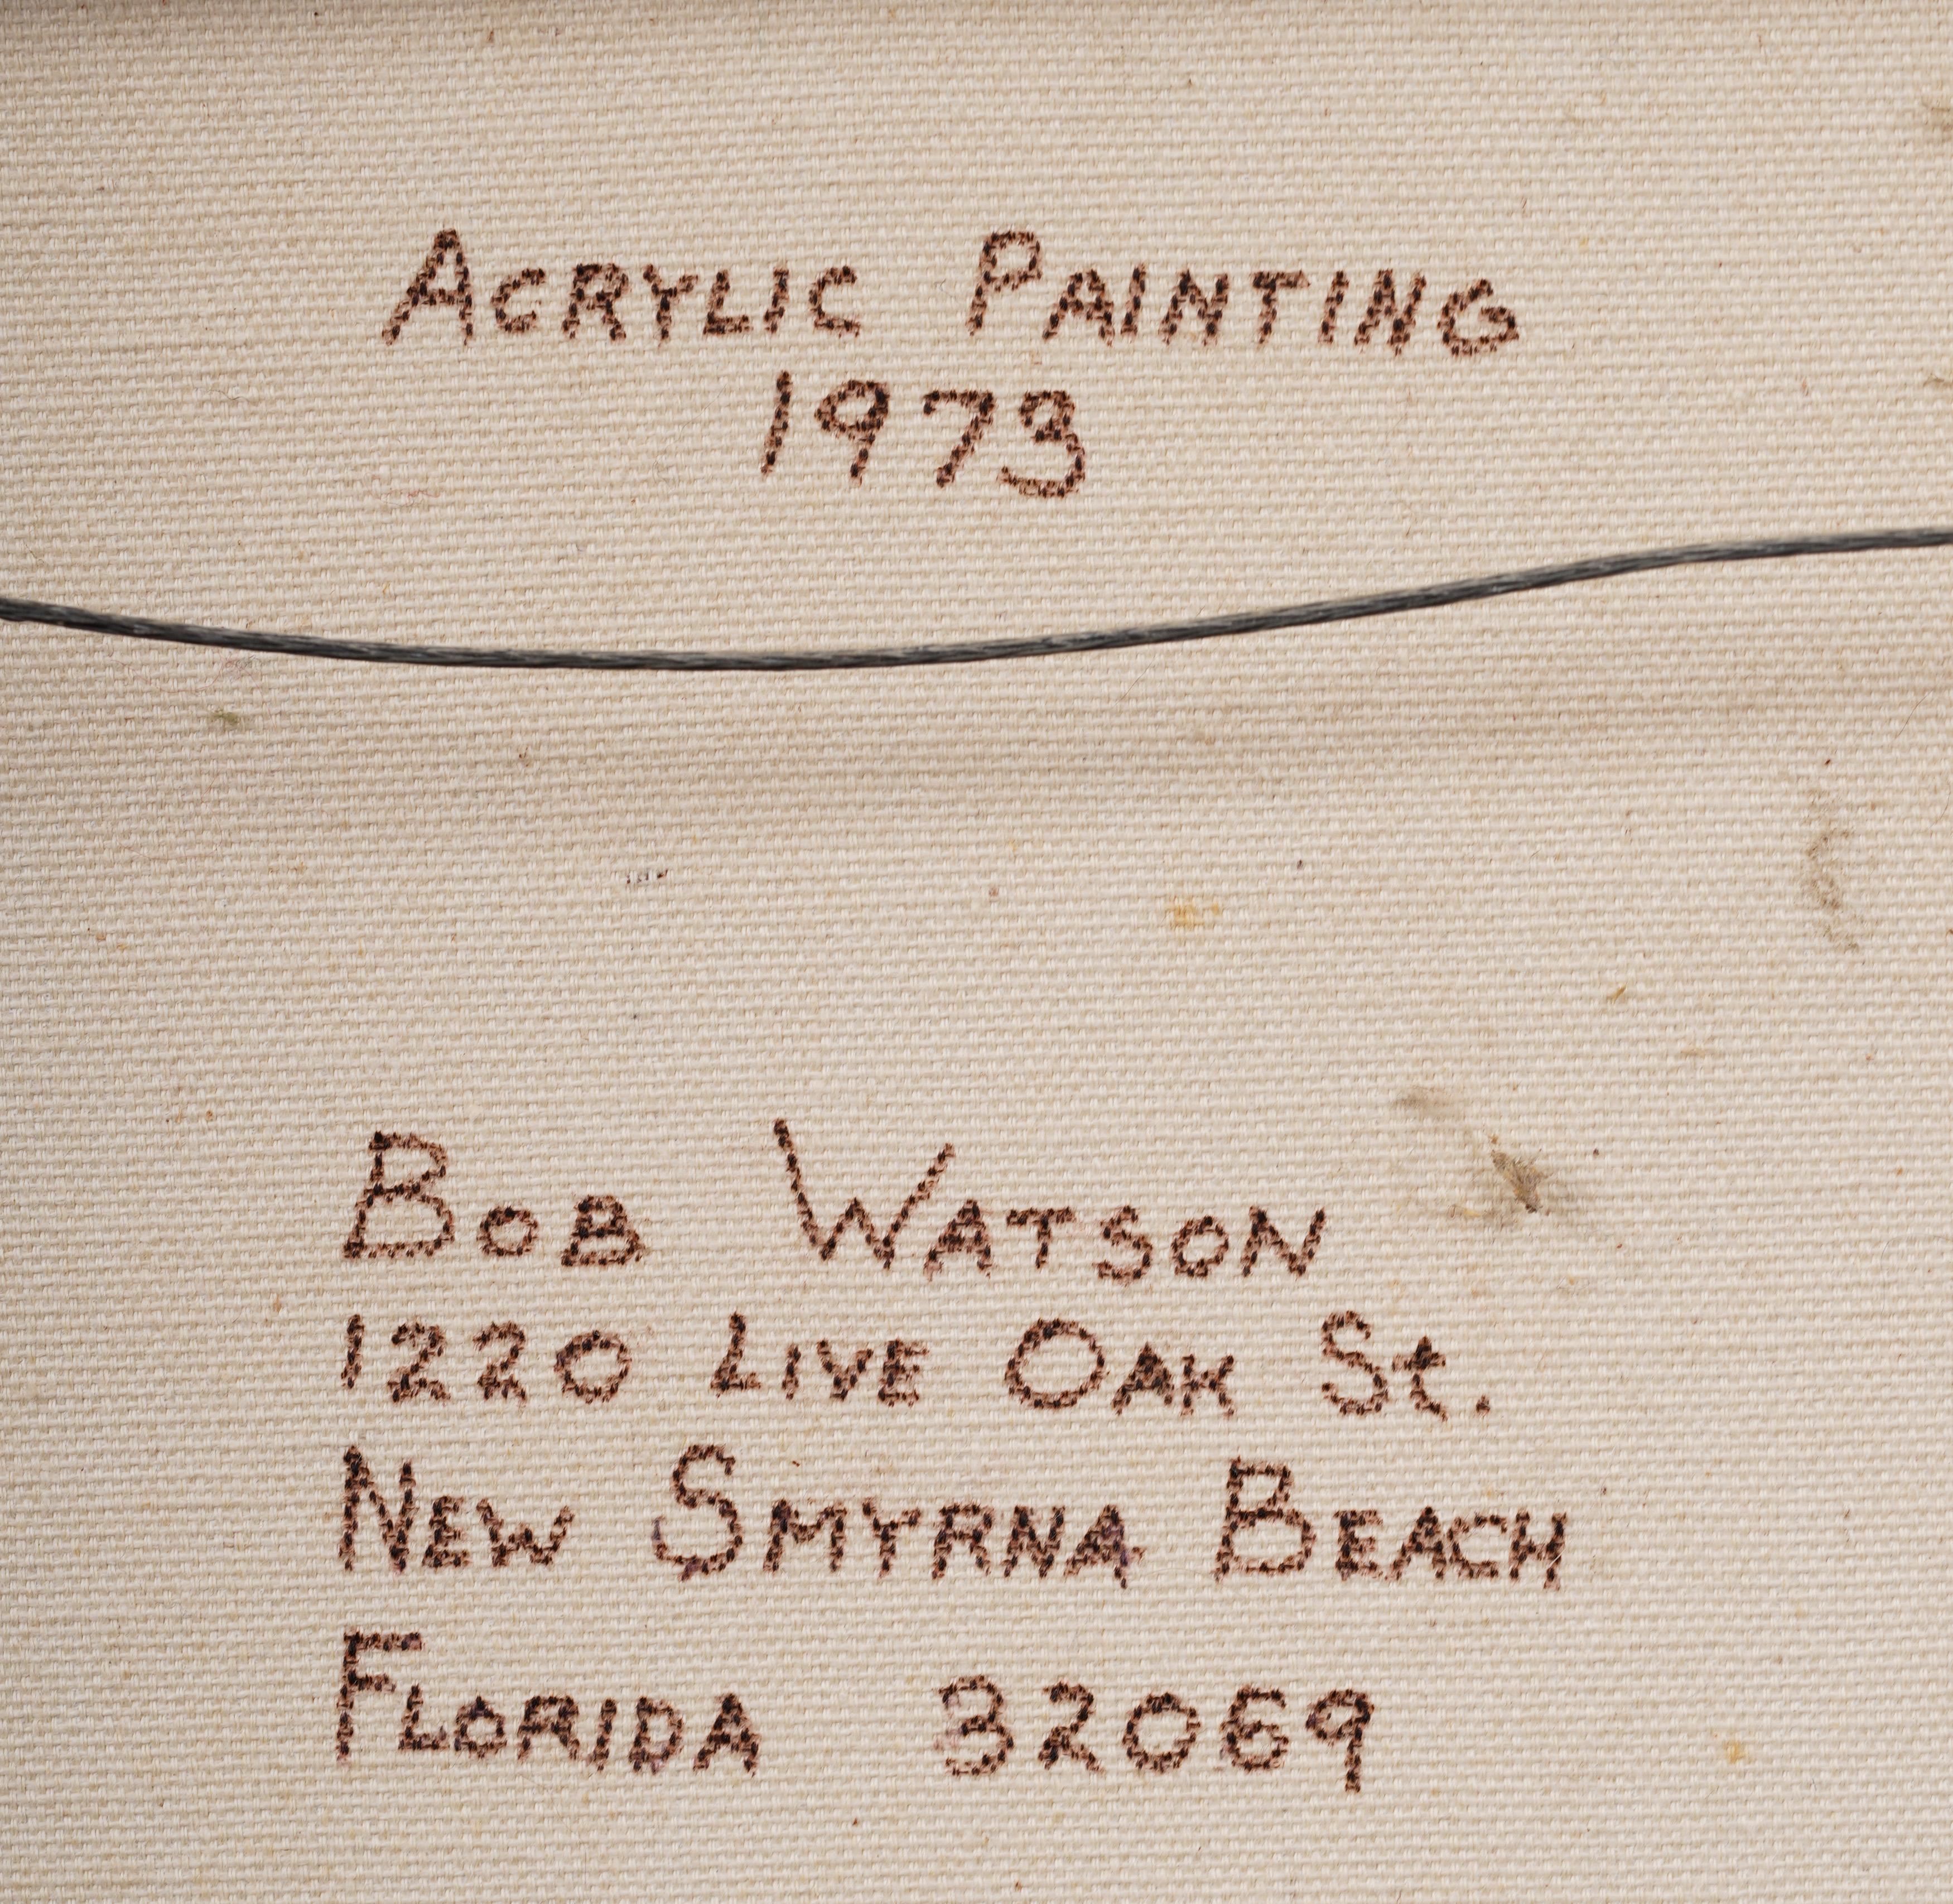 ACRYLIC PAINTING
1973
BOB WATSON
1220 LIVE OAK St.
NEW SMYRNA BEACH
FLORIDA 32069